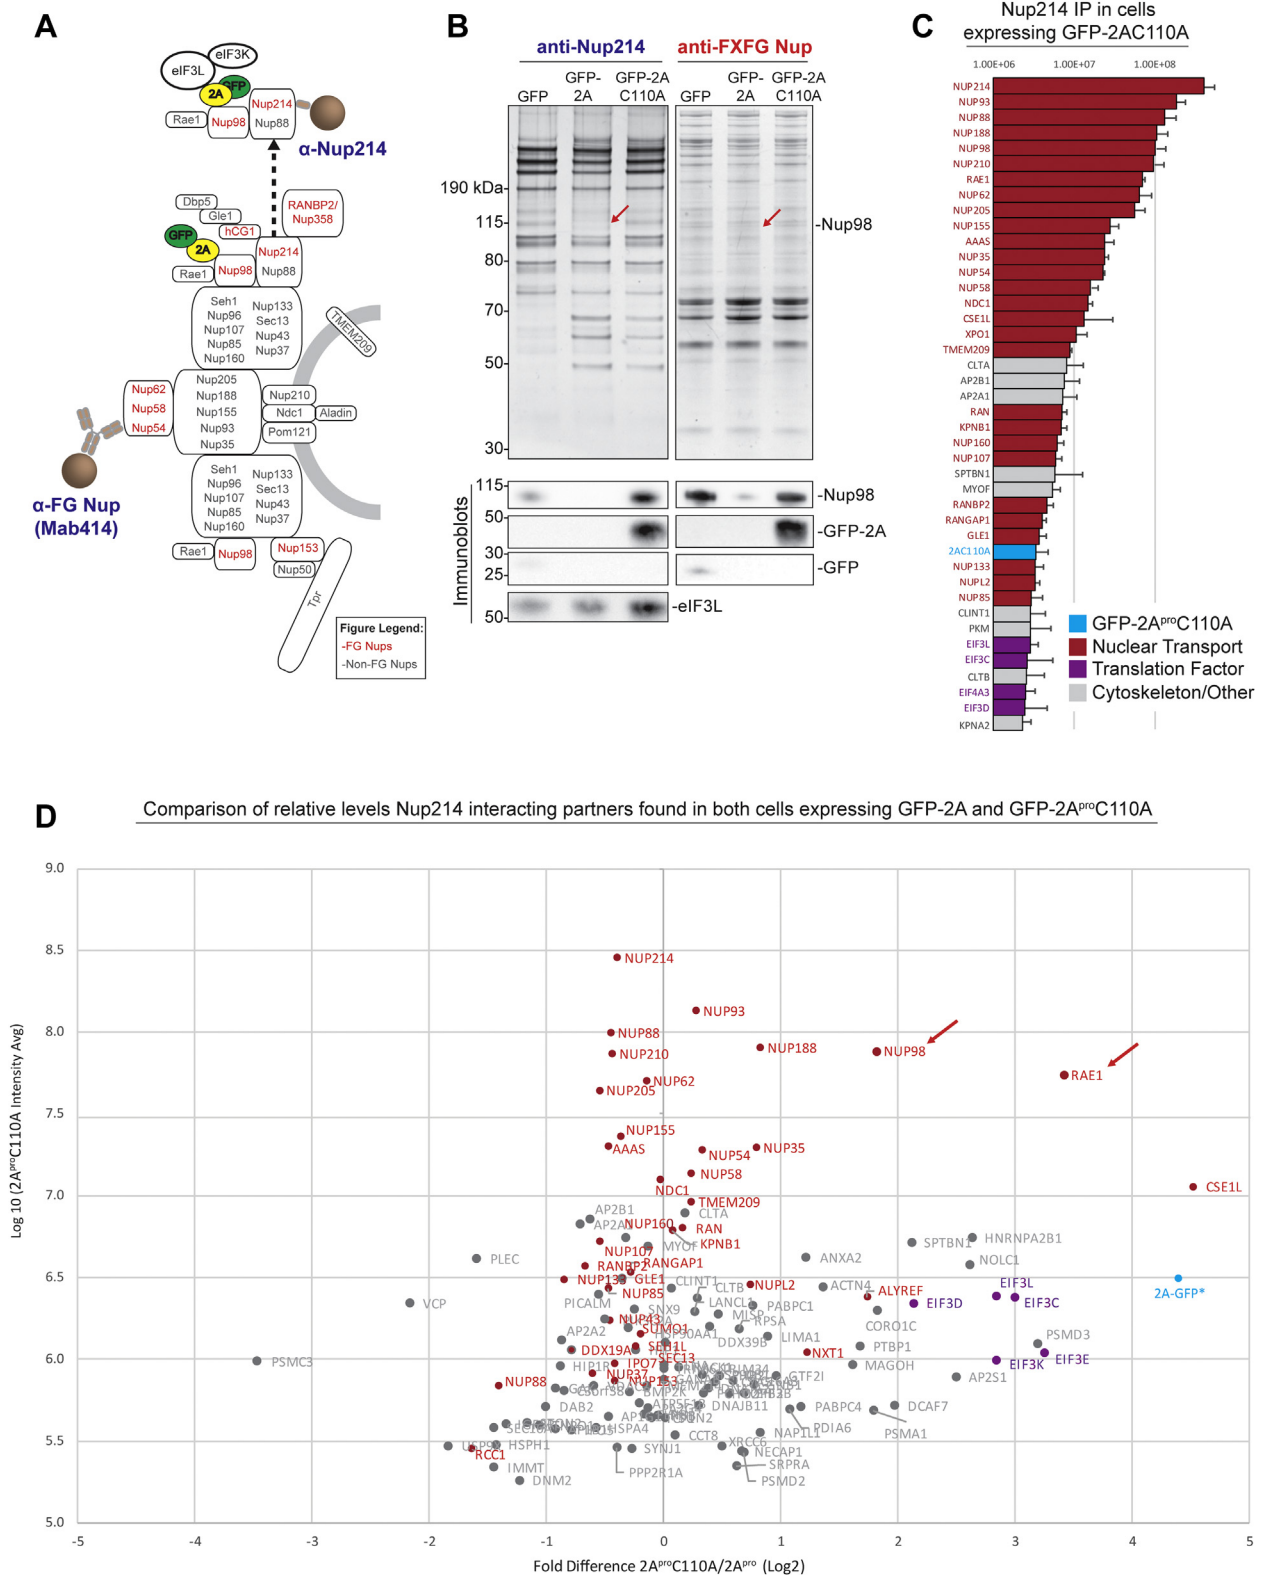 A
eIF3K
eIF3L
GFP
2A
Nup214
Rae1
Nup98
Nup88
α-Nup214
Dbp5
Gle1
RANBP2/
Nup358
hCG1
GFP
2A
Nup214
Rae1
Nup98
Nup88
Seh1
Nup96
Nup107
Nup85
Nup160
Nup133
Sec13
Nup43
Nup37
TMEM209
Nup62
Nup58
Nup54
Nup205
Nup188
Nup155
Nup93
Nup35
Nup210
Ndc1
Aladin
Pom121
α-FG Nup
(Mab414)
Seh1
Nup96
Nup107
Nup85
Nup160
Nup133
Sec13
Nup43
Nup37
Rae1
Nup98
Nup153
Nup50
Tpr
Figure Legend:
-FG Nups
-Non-FG Nups
B
anti-Nup214
anti-FXFG Nup
GFP
GFP-
2A
GFP-2A
C110A
GFP
GFP-
2A
GFP-2A
C110A
190 kDa-
115-
80-
70-
50-
30-
-Nup98
Immunoblots
115-
50-
30-
25-
50-
-Nup98
-GFP-2A
-GFP
-eIF3L
C
Nup214 IP in cells
expressing GFP-2AC110A
1.00E+06 1.00E+07 1.00E+08
NUP214
NUP93
NUP88
NUP188
NUP98
NUP210
RAE1
NUP62
NUP205
NUP155
AAAS
NUP35
NUP54
NUP58
NDC1
CSE1L
XPO1
TMEM209
CLTA
AP2B1
AP2A1
RAN
KPNB1
NUP160
NUP107
SPTBN1
MYOF
RANBP2
RANGAP1
GLE1
2AC110A
NUP133
NUPL2
NUP85
CLINT1
PKM
EIF3L
EIF3C
CLTB
EIF4A3
EIF3D
KPNA2
GFP-2AproC110A
Nuclear Transport
Translation Factor
Cytoskeleton/Other
D
Comparison of relative levels Nup214 interacting partners found in both cells expressing GFP-2A and GFP-2AproC110A
Log10 (2AproC110A Intensity Avg)
9.0
8.5
8.0
7.5
7.0
6.5
6.0
5.5
5.0
NUP214
NUP93
NUP88
NUP210
NUP188
NUP98
RAE1
NUP62
NUP205
NUP155
AAAS
NUP54
NUP35
NUP58
NDC1
CSE1L
TMEM209
AP2B1
CLTA
NUP160
RAN
KPNB1
MYOF
NUP107
PLEC
RANBP2
RANGAP1
NUP133
GLE1
NUP85
PICALM
CLINT1
CLTB
LANCL1
NUPL2
ANXA2
ACTN4
ALYREF
SPTBN1
HNRNPA2B1
NOLC1
EIF3L
EIF3D
EIF3C
2A-GFP*
VCP
SNX9
NUP43
SUMO1
MISP
PABPC1
RPSA
DDX39B
LIMA1
CORO1C
PTBP1
NXT1
MAGOH
PSMD3
EIF3E
EIF3K
AP2S1
AP2A2
DDX19A
SEH1L
SEC13
PSMC3
HIP1R
IPO7
NUP37
NUP153
NUP88
BMP2K
GTF2I
DAB2
DNAJB11
PABPC4
DCAF7
PDIA6
PSMA1
HSPA4
CCT8
NAP1L1
RCC1
HSPH1
SYNJ1
XRCC6
NECAP1
IMMT
PPP2R1A
SRPRA
DNM2
PSMD2
-5 -4 -3 -2 -1 0 1 2 3 4 5
Fold Difference 2AproC110A/2Apro (Log2)